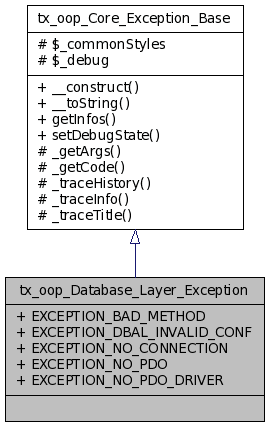 tx_oop_Core_Exception_Base
# $_commonStyles
# $_debug
+ __construct()
+ __toString()
+ getInfos()
+ setDebugState()
# _getArgs()
# _getCode()
# _traceHistory()
# _traceInfo()
# _traceTitle()
tx_oop_Database_Layer_Exception
+ EXCEPTION_BAD_METHOD
+ EXCEPTION_DBAL_INVALID_CONF
+ EXCEPTION_NO_CONNECTION
+ EXCEPTION_NO_PDO
+ EXCEPTION_NO_PDO_DRIVER